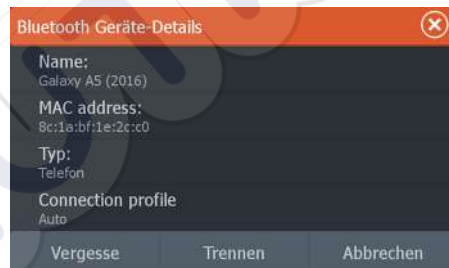 Bluetooth Geräte-Details
Name:
Galaxy A5 (2016)
MAC address:
8c:1a:bf:1e:2c:c0
Typ:
Telefon
Connection profile
Auto
Vergesse Trennen Abbrechen